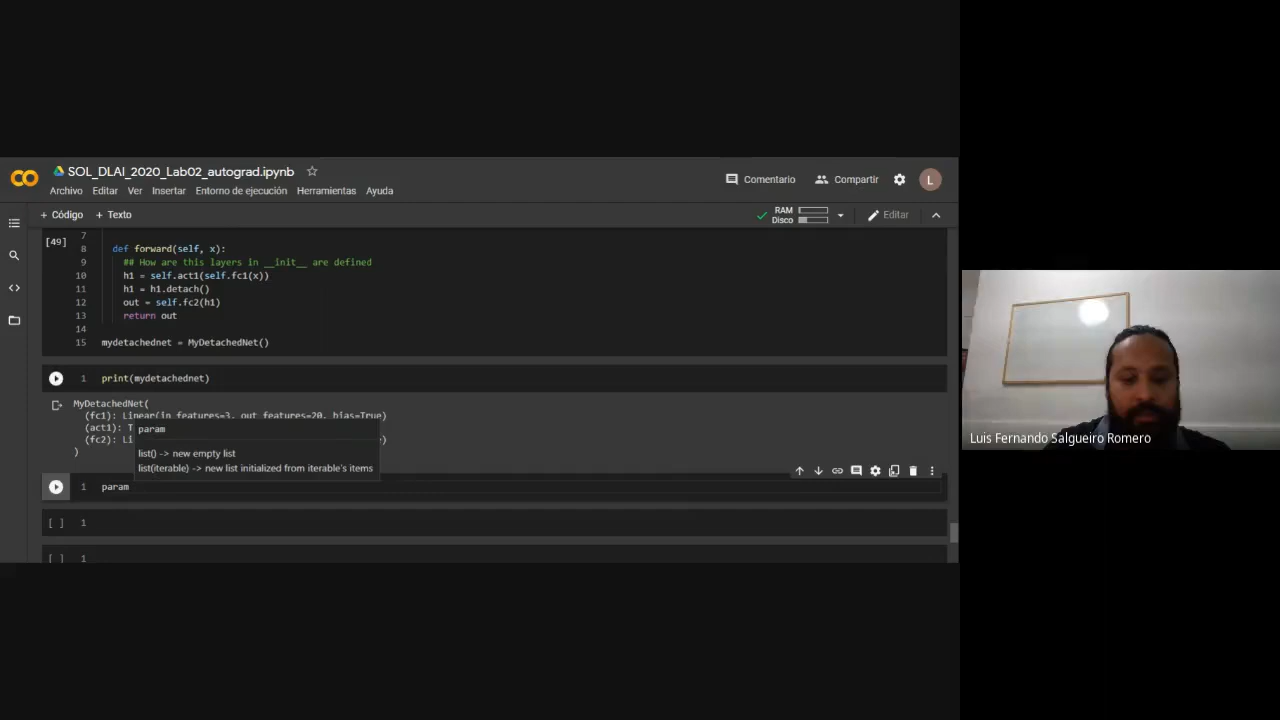 SOL_DLAI_2020_Lab02_autograd.ipynb
Archivo Editar Ver Insertar Entorno de ejecución Herramientas Ayuda
Comentario Compartir L
+ Código + Texto
RAM
Disco
Editar
[49]
7
8 def forward(self, x):
9 ## How are this layers in __init__ are defined
10 h1 = self.act1(self.fc1(x))
11 h1 = h1.detach()
12 out = self.fc2(h1)
13 return out
14
15 mydetachednet = MyDetachedNet()
1 print(mydetachednet)
MyDetachedNet(
(fc1): Linear(in_features=3, out_features=20, bias=True)
(act1): T
(fc2): Li )
)
param
list() -> new empty list
list(iterable) -> new list initialized from iterable's items
1 param
[ ] 1
[ ] 1
Luis Fernando Salgueiro Romero